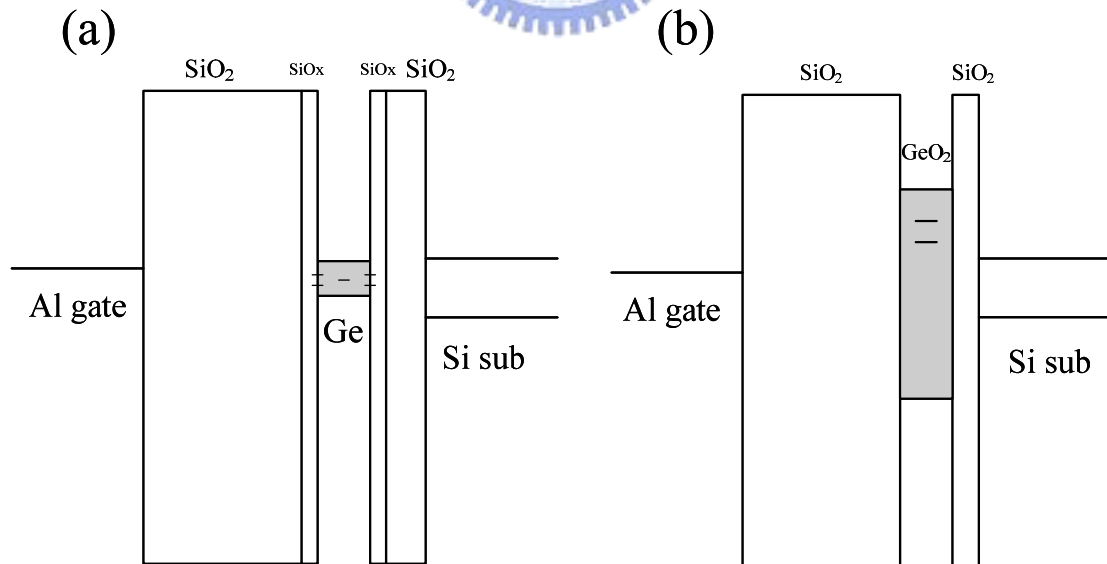 (a)
SiO₂ SiOx SiOx SiO₂
Al gate
Ge
Si sub
(b)
SiO₂ SiO₂
GeO₂
Al gate
Si sub